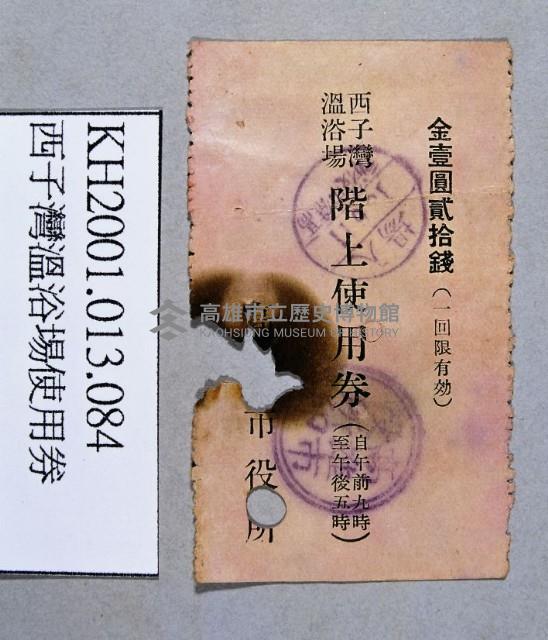 金壹圓貳拾錢(一回限有効)
西子灣
溫浴場
階上使用券(自午前九時
至午後五時)
市役所
高雄市立歷史博物館
KAOHSIUNG MUSEUM OF HISTORY
KH2001.013.084
西子灣溫浴場使用券